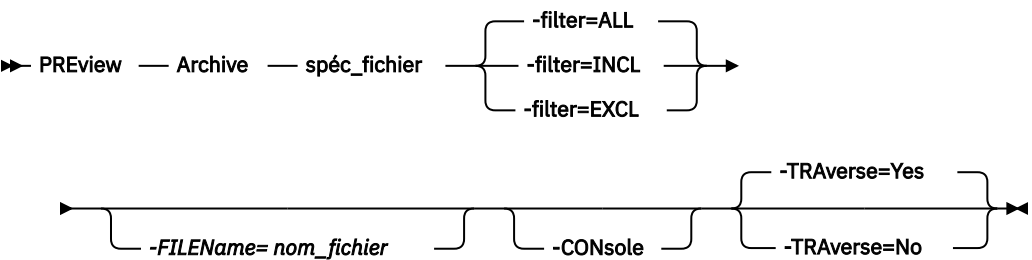 -filter=ALL
PREview Archive spéc_fichier -filter=INCL
-filter=EXCL
-TRAverse=Yes
-FILEName= nom_fichier -CONsole -TRAverse=No